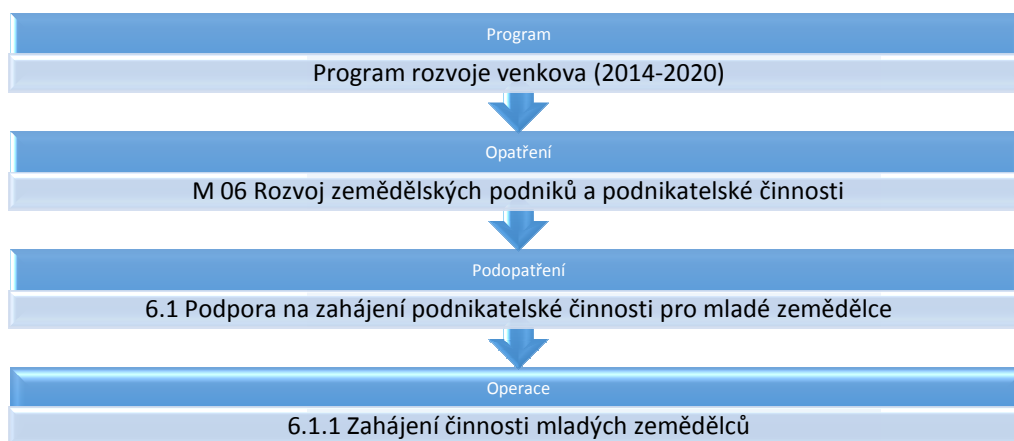 Program
Program rozvoje venkova (2014-2020)
Opatření
M 06 Rozvoj zemědělských podniků a podnikatelské činnosti
Podopatření
6.1 Podpora na zahájení podnikatelské činnosti pro mladé zemědělce
Operace
6.1.1 Zahájení činnosti mladých zemědělců